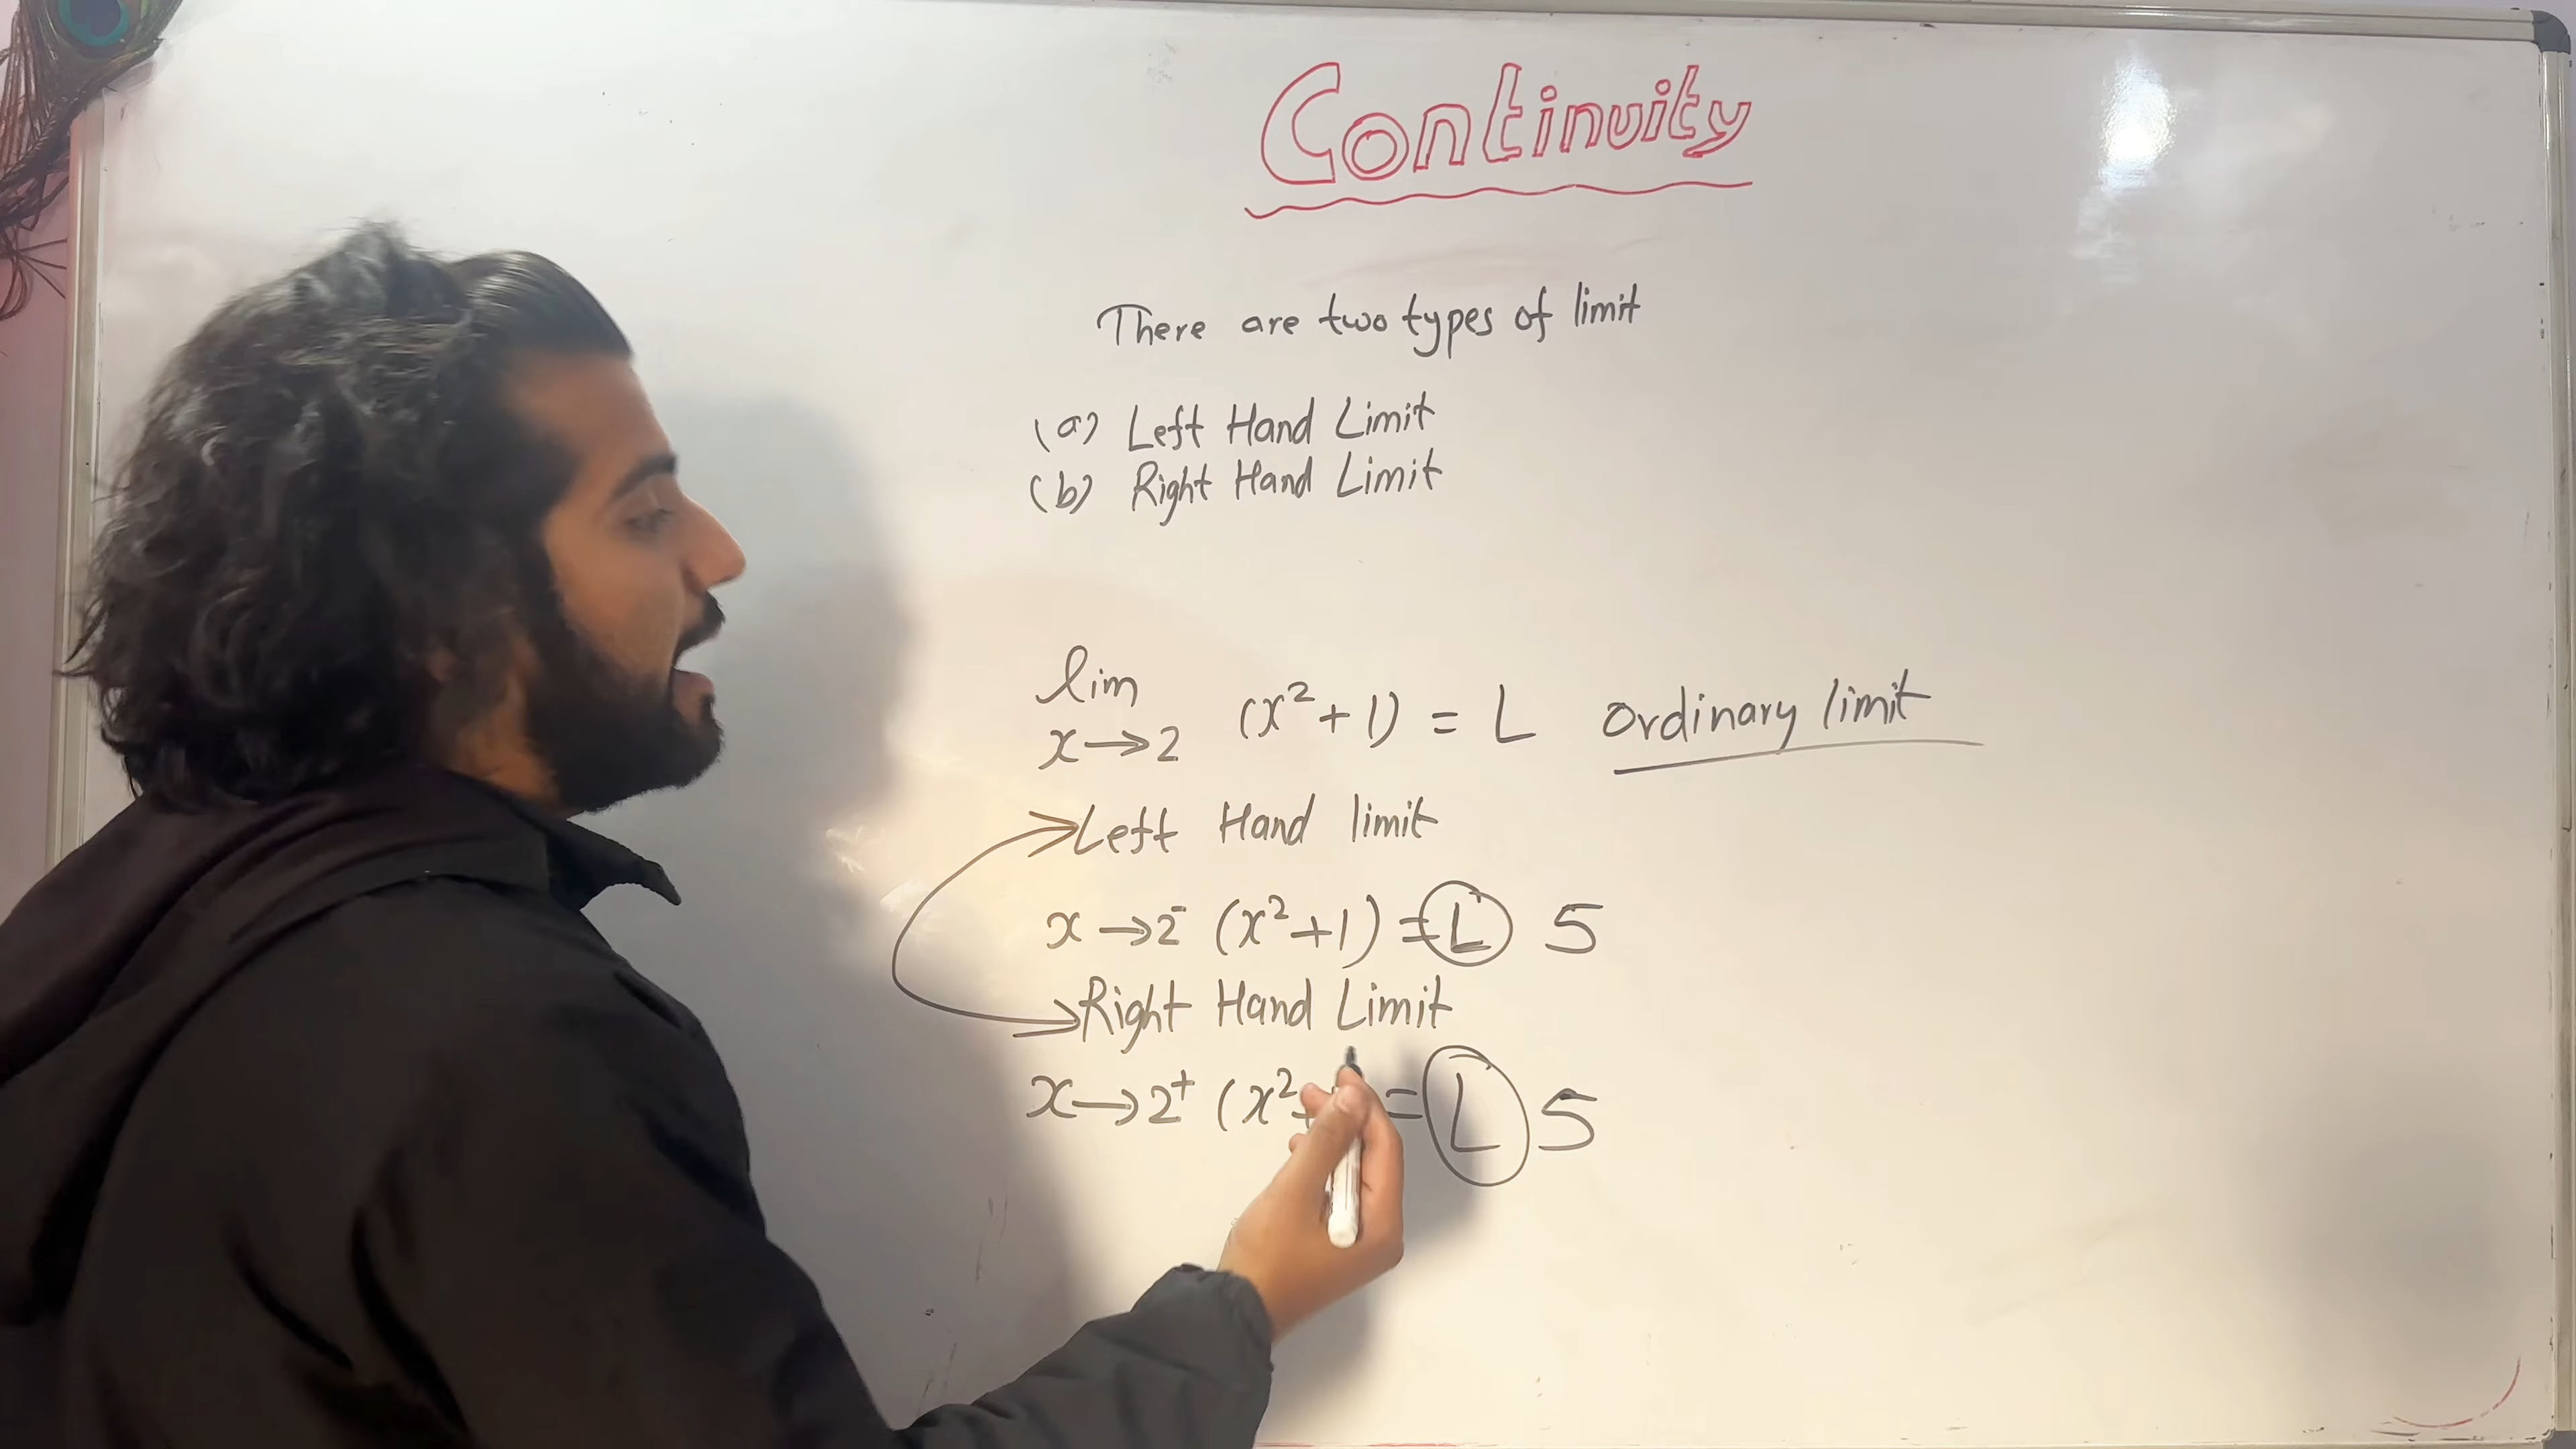 Continuity
There are two types of limit
(a) Left Hand Limit
(b) Right Hand Limit
lim (x²+1) = L ordinary limit
x→2
Left Hand limit
x→2⁻ (x²+1) = L 5
Right Hand Limit
x→2⁺ (x² = L 5